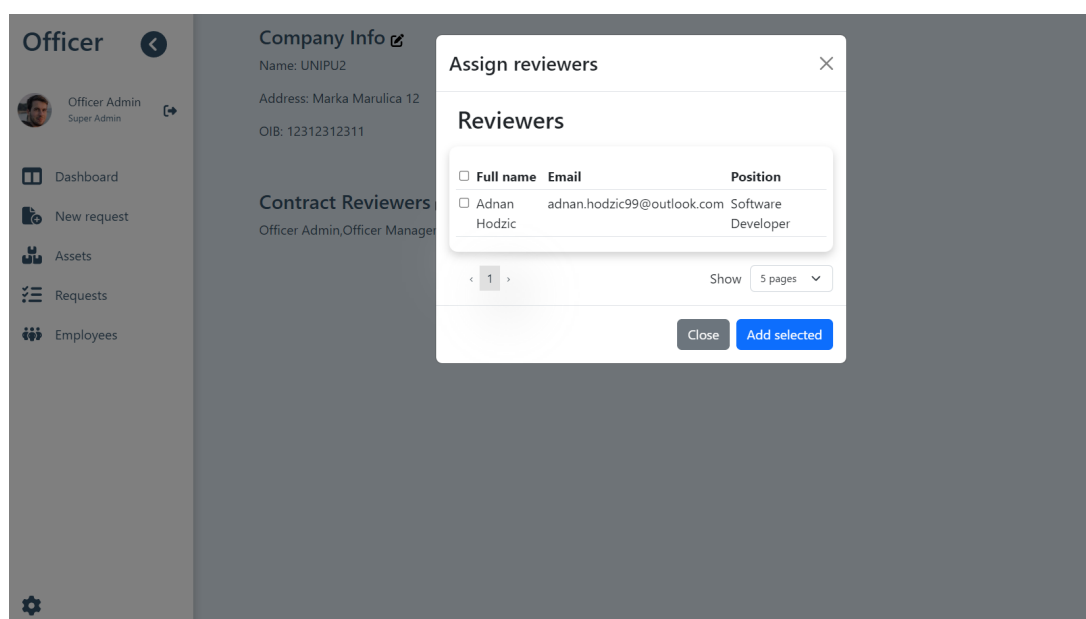 Officer
Officer Admin
Super Admin
Dashboard
New request
Assets
Requests
Employees
Company Info
Name: UNIPU2
Address: Marka Marulica 12
OIB: 12312312311
Contract Reviewers
Officer Admin,Officer Manager
Assign reviewers
Reviewers
Full name Email Position
Adnan adnan.hodzic99@outlook.com Software
Hodzic Developer
‹ 1 › Show 5 pages
Close Add selected